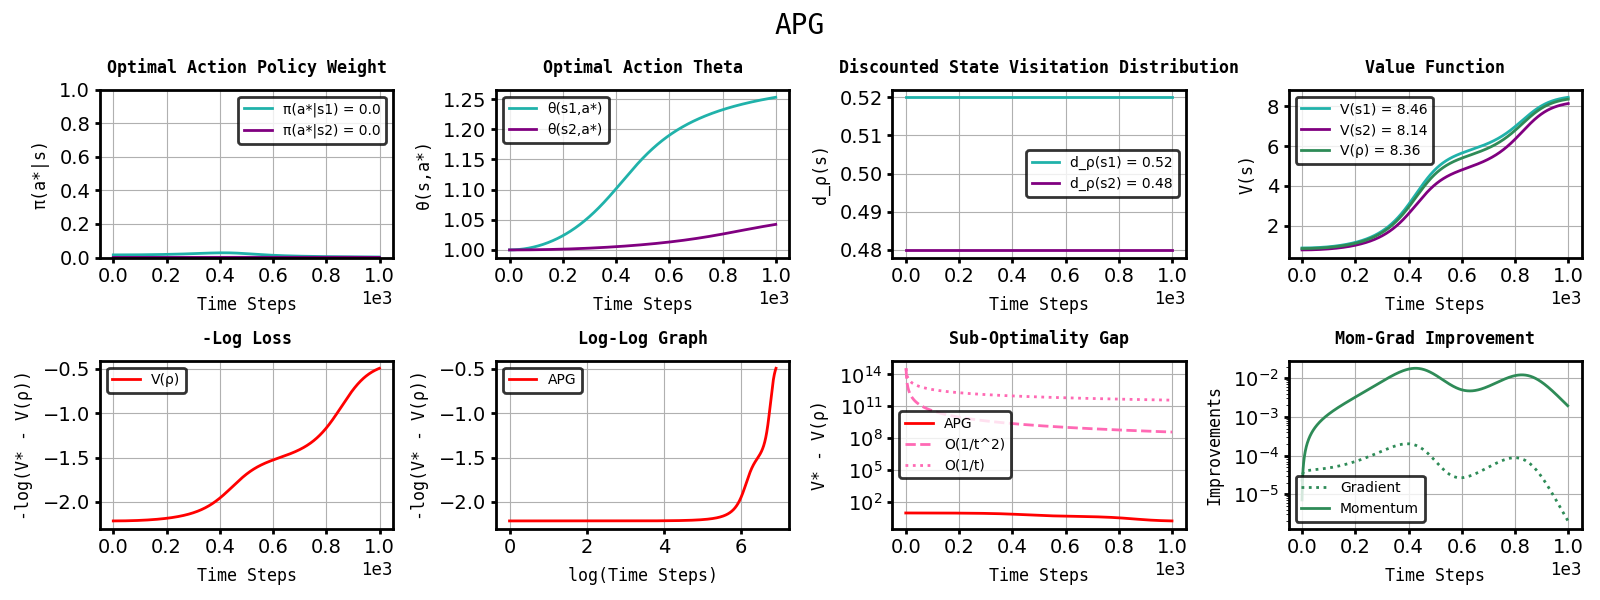 APG
Optimal Action Policy Weight
π(a*|s)
1.0
0.8
0.6
0.4
0.2
0.0
π(a*|s1) = 0.0
π(a*|s2) = 0.0
0.0 0.2 0.4 0.6 0.8 1.0
1e3
Time Steps
Optimal Action Theta
θ(s,a*)
1.25
1.20
1.15
1.10
1.05
1.00
θ(s1,a*)
θ(s2,a*)
0.0 0.2 0.4 0.6 0.8 1.0
1e3
Time Steps
Discounted State Visitation Distribution
d_ρ(s)
0.52
0.51
0.50
0.49
0.48
d_ρ(s1) = 0.52
d_ρ(s2) = 0.48
0.0 0.2 0.4 0.6 0.8 1.0
1e3
Time Steps
Value Function
V(s)
8
6
4
2
V(s1) = 8.46
V(s2) = 8.14
V(ρ) = 8.36
0.0 0.2 0.4 0.6 0.8 1.0
1e3
Time Steps
-Log Loss
-log(V* - V(ρ))
−0.5
−1.0
−1.5
−2.0
V(ρ)
0.0 0.2 0.4 0.6 0.8 1.0
1e3
Time Steps
Log-Log Graph
-log(V* - V(ρ))
−0.5
−1.0
−1.5
−2.0
APG
0 2 4 6
log(Time Steps)
Sub-Optimality Gap
V* - V(ρ)
10^14
10^11
10^8
10^5
10^2
APG
O(1/t^2)
O(1/t)
0.0 0.2 0.4 0.6 0.8 1.0
1e3
Time Steps
Mom-Grad Improvement
Improvements
10^−2
10^−3
10^−4
10^−5
Gradient
Momentum
0.0 0.2 0.4 0.6 0.8 1.0
1e3
Time Steps